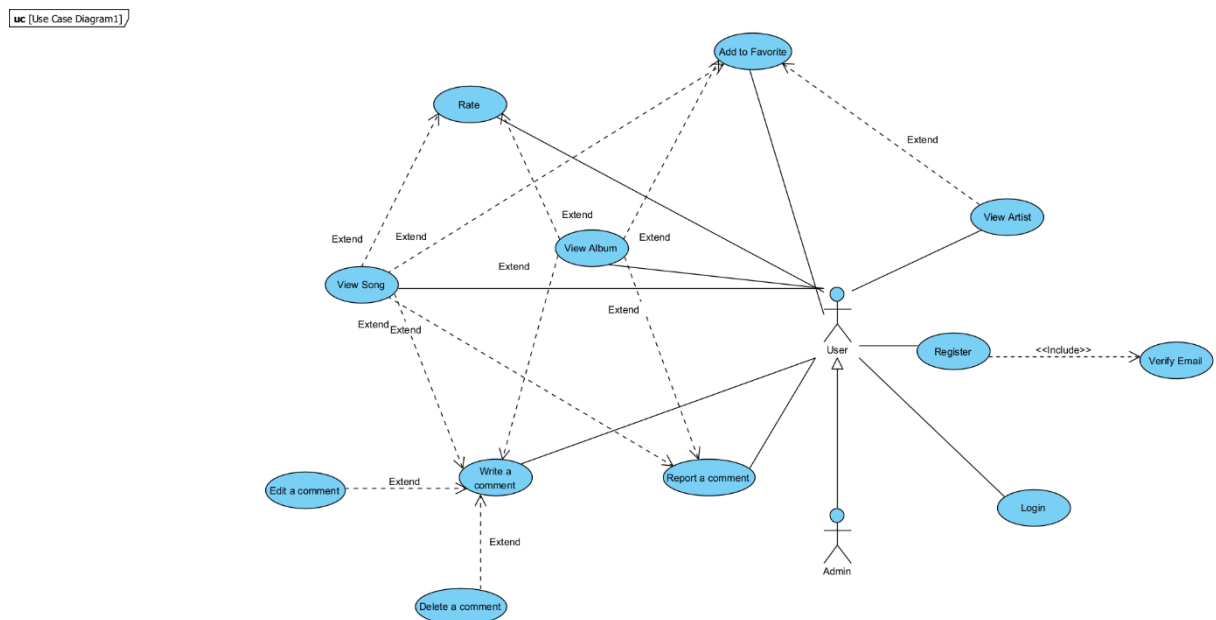 uc [Use Case Diagram1]
Add to Favorite
Rate
Extend
View Artist
Extend
Extend
Extend
Extend
View Album
Extend
View Song
Extend
Extend
Extend
User
Register
<<Include>>
Verify Email
Write a
comment
Report a comment
Edit a comment
Extend
Login
Extend
Admin
Delete a comment